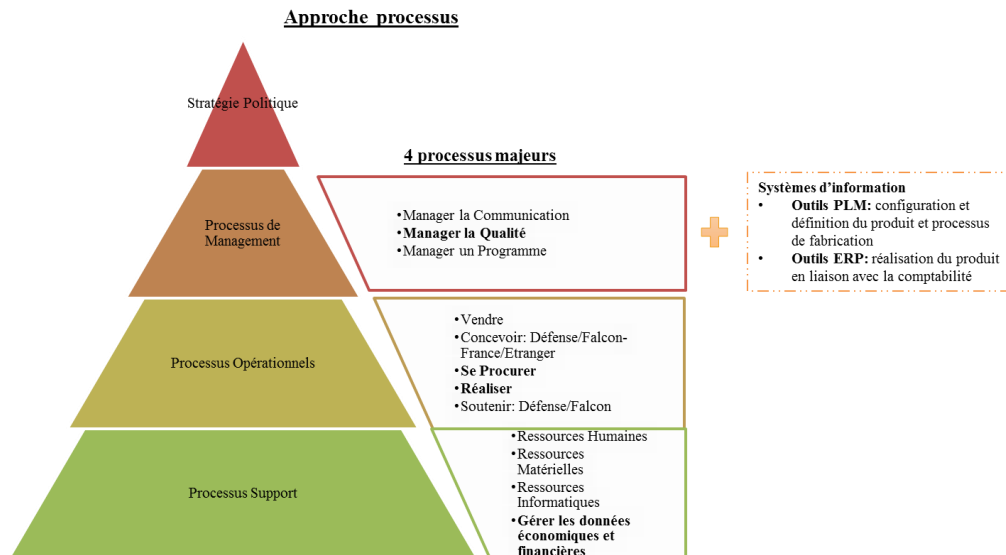 Approche processus
Stratégie Politique
4 processus majeurs
Processus de
Management
•Manager la Communication
•Manager la Qualité
•Manager un Programme
Systèmes d'information
• Outils PLM: configuration et
définition du produit et processus
de fabrication
• Outils ERP: réalisation du produit
en liaison avec la comptabilité
Processus Opérationnels
•Vendre
•Concevoir: Défense/Falcon-
France/Etranger
•Se Procurer
•Réaliser
•Soutenir: Défense/Falcon
Processus Support
•Ressources Humaines
•Ressources
Matérielles
•Ressources
Informatiques
•Gérer les données
économiques et
financières